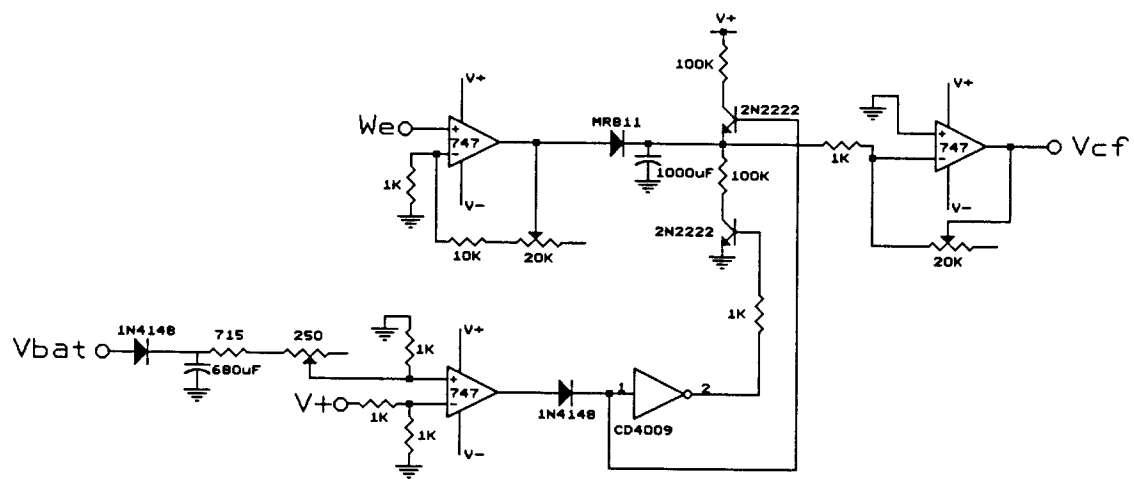 V+
100K
2N2222
V+
We
+
747
-
1K
V-
10K
20K
MR811
1000uF
100K
2N2222
1K
V+
+
747
-
V-
20K
Vcf
1K
Vbat
1N4148
715
250
680uF
1K
V+
+
747
-
V-
V+
1K
1K
1N4148
1
2
CD4009